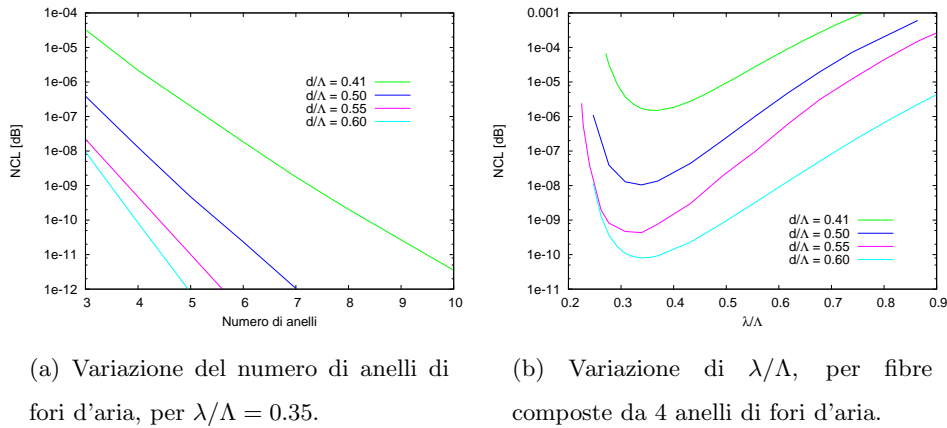 1e-04
1e-05
1e-06
1e-07
1e-08
1e-09
1e-10
1e-11
1e-12
NCL [dB]
3 4 5 6 7 8 9 10
Numero di anelli
d/Λ = 0.41
d/Λ = 0.50
d/Λ = 0.55
d/Λ = 0.60
(a) Variazione del numero di anelli di
fori d'aria, per λ/Λ = 0.35.
0.001
1e-04
1e-05
1e-06
1e-07
1e-08
1e-09
1e-10
1e-11
NCL [dB]
0.2 0.3 0.4 0.5 0.6 0.7 0.8 0.9
λ/Λ
d/Λ = 0.41
d/Λ = 0.50
d/Λ = 0.55
d/Λ = 0.60
(b) Variazione di λ/Λ, per fibre
composte da 4 anelli di fori d'aria.